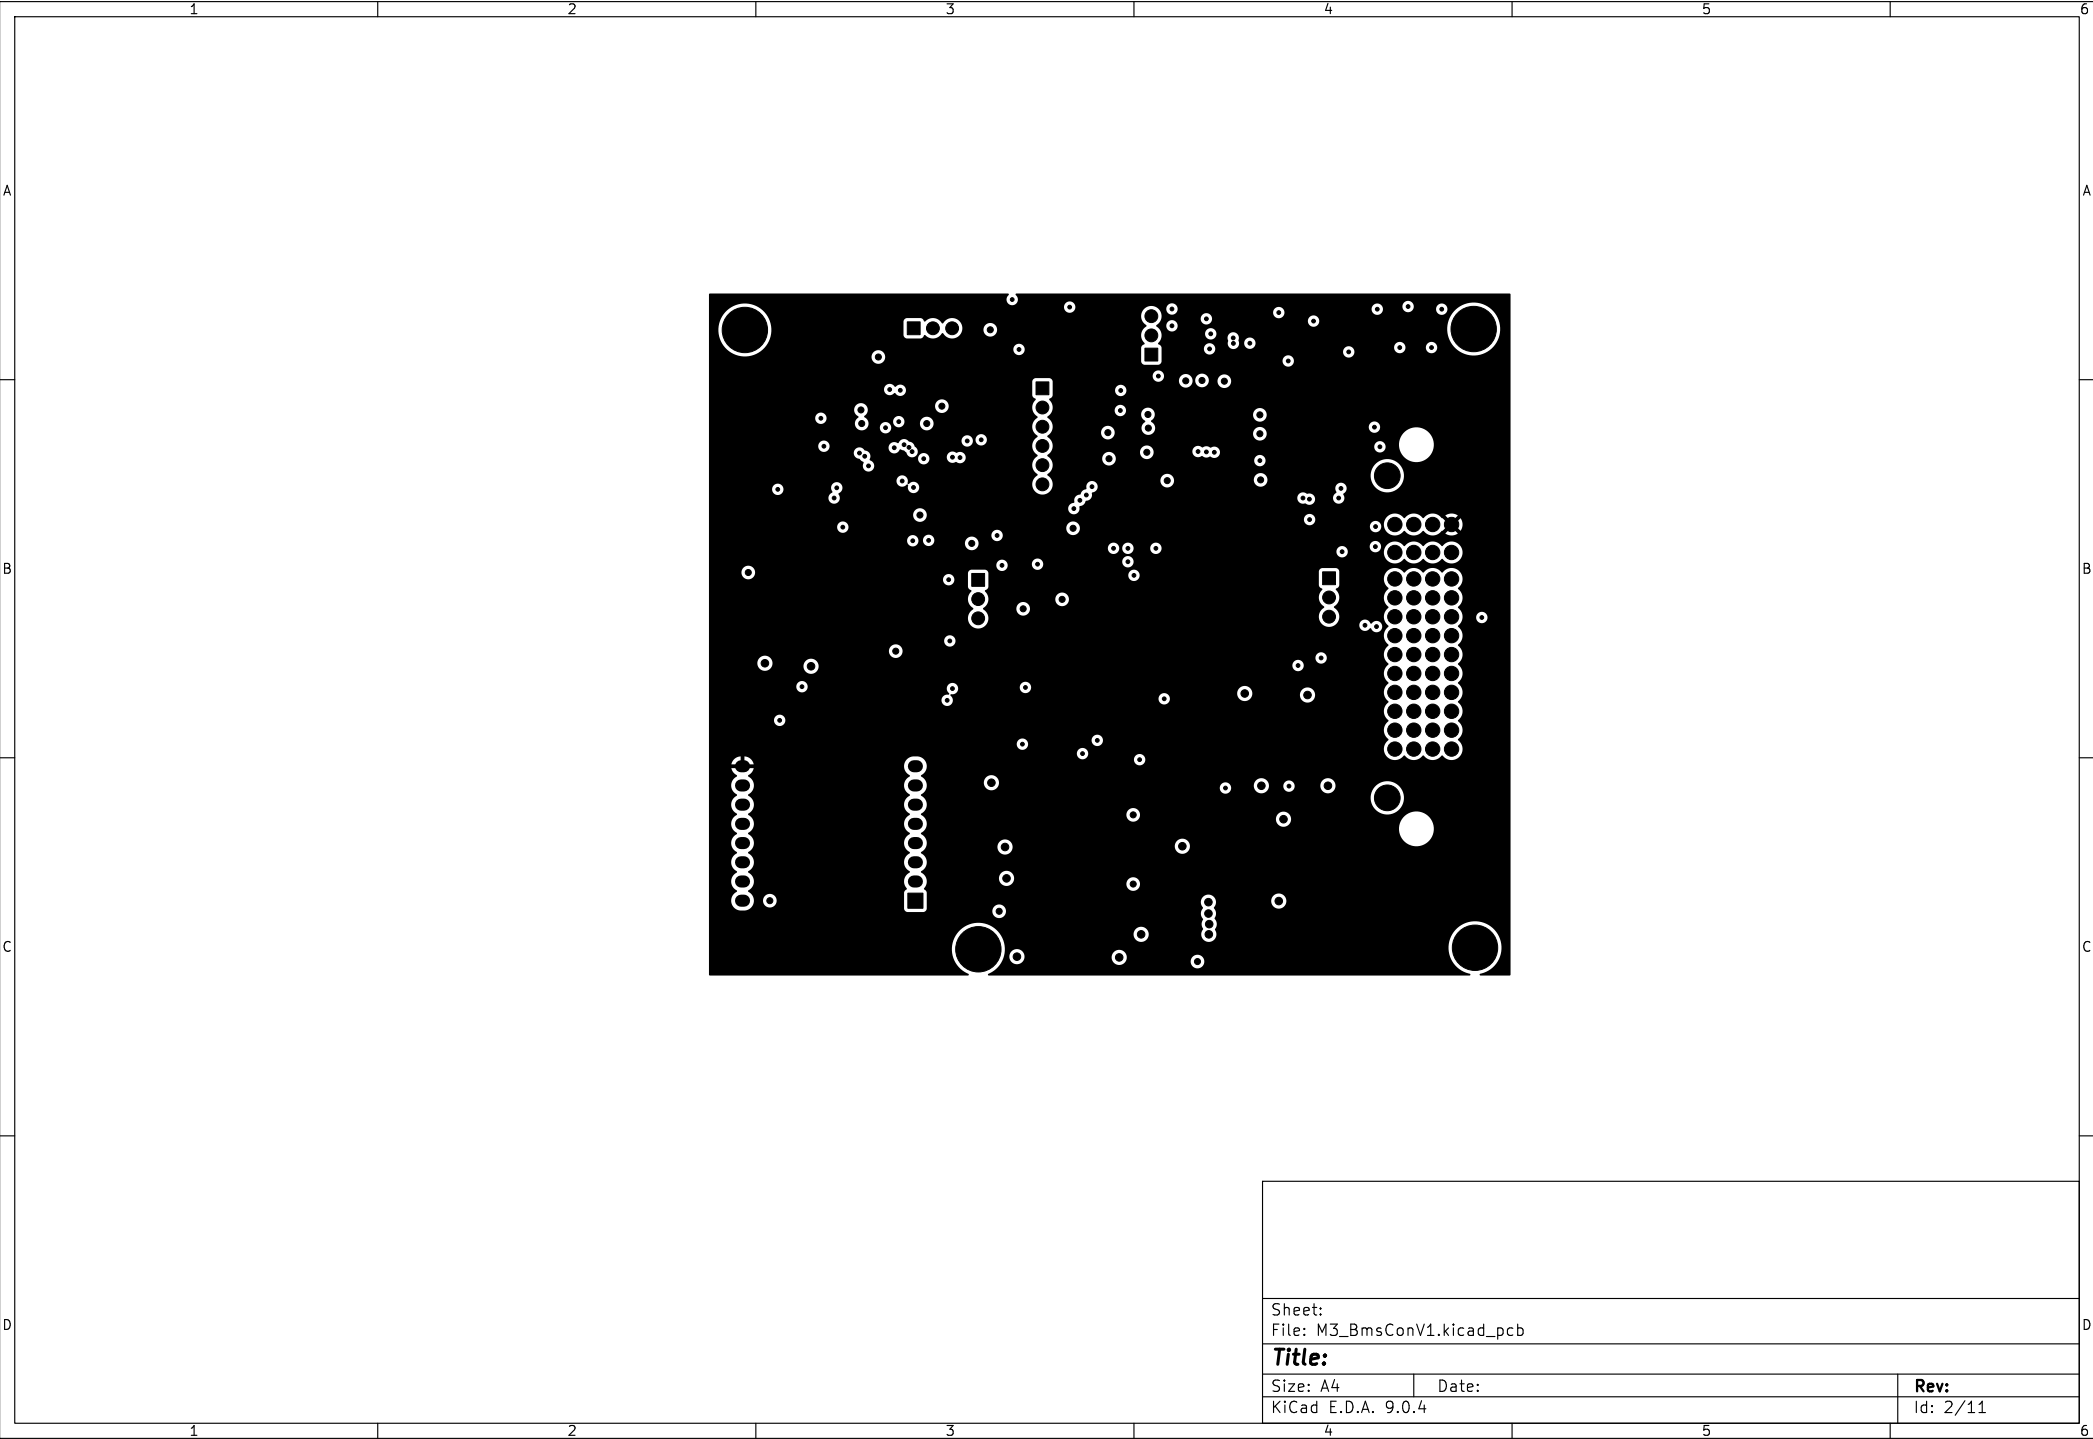 1 2 3 4 5 6
A A
B B
C C
D D
Sheet:
File: M3_BmsConV1.kicad_pcb
Title:
Size: A4 Date: Rev:
KiCad E.D.A. 9.0.4 Id: 2/11
1 2 3 4 5 6